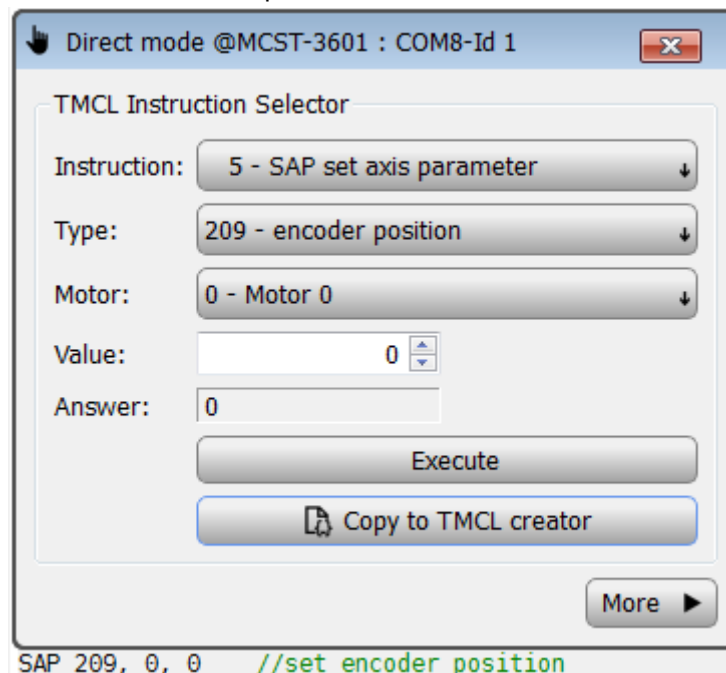 Direct mode @MCST-3601 : COM8-Id 1
TMCL Instruction Selector
Instruction: 5 - SAP set axis parameter
Type: 209 - encoder position
Motor: 0 - Motor 0
Value: 0
Answer: 0
Execute
Copy to TMCL creator
More
SAP 209, 0, 0 //set encoder position